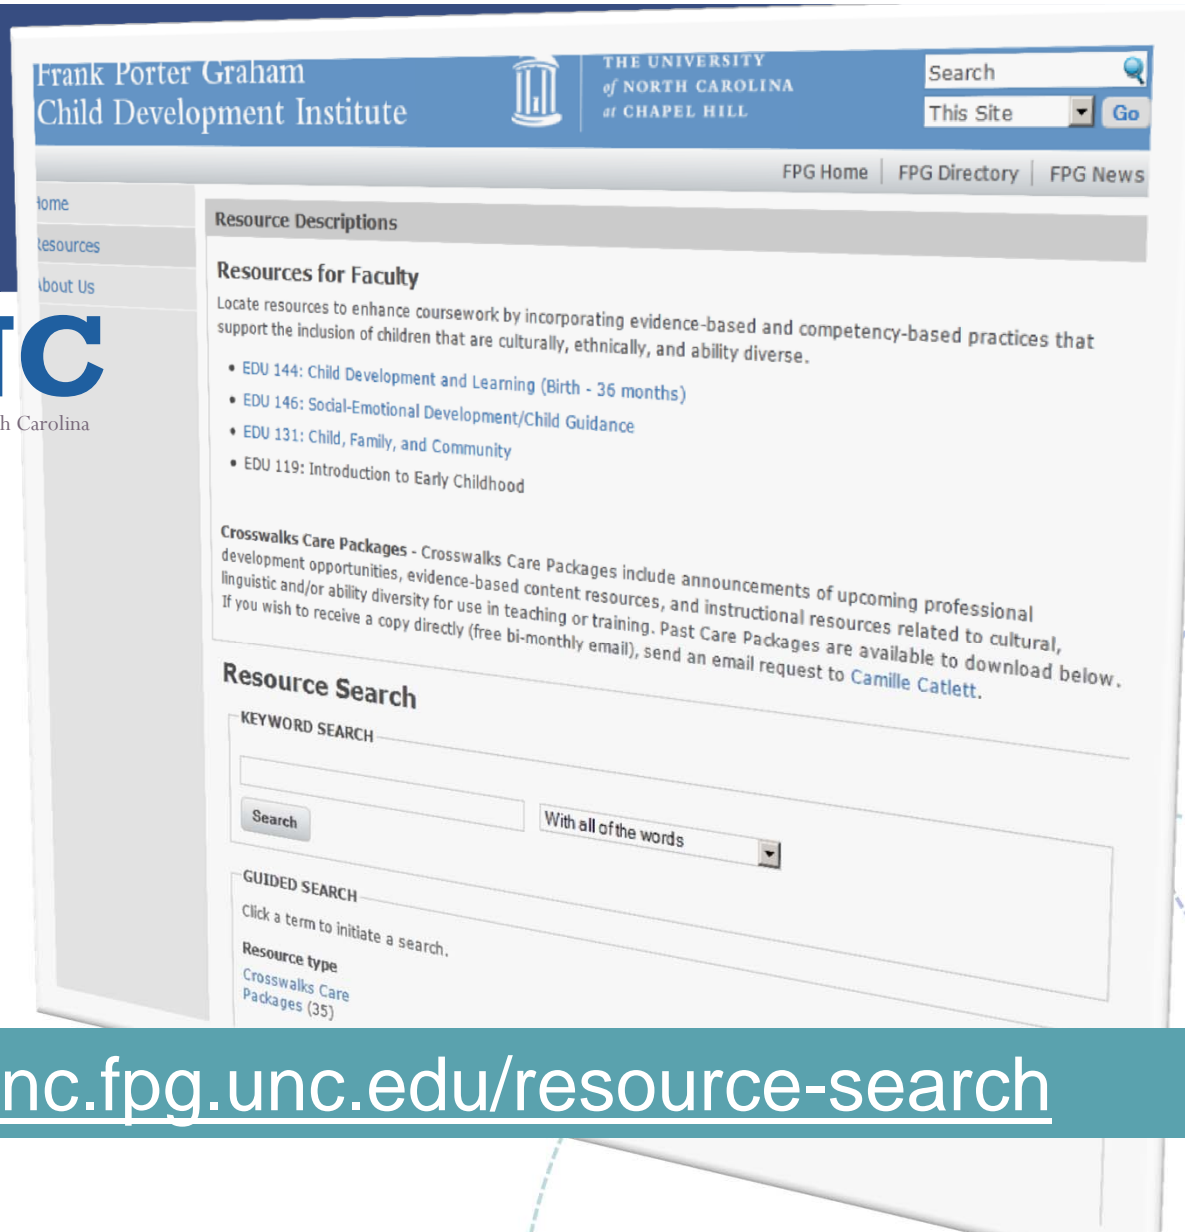 Frank Porter Graham
Child Development Institute
THE UNIVERSITY
of NORTH CAROLINA
at CHAPEL HILL
Search
This Site
Go
FPG Home
FPG Directory
FPG News
Home
Resources
About Us
Resource Descriptions
Resources for Faculty
Locate resources to enhance coursework by incorporating evidence-based and competency-based practices that
support the inclusion of children that are culturally, ethnically, and ability diverse.
• EDU 144: Child Development and Learning (Birth - 36 months)
• EDU 146: Social-Emotional Development/Child Guidance
• EDU 131: Child, Family, and Community
• EDU 119: Introduction to Early Childhood
NC
h Carolina
Crosswalks Care Packages - Crosswalks Care Packages include announcements of upcoming professional
development opportunities, evidence-based content resources, and instructional resources related to cultural,
linguistic and/or ability diversity for use in teaching or training. Past Care Packages are available to download below.
If you wish to receive a copy directly (free bi-monthly email), send an email request to Camille Catlett.
Resource Search
KEYWORD SEARCH
With all of the words
Search
GUIDED SEARCH
Click a term to initiate a search.
Resource type
Crosswalks Care
Packages (35)
nc.fpg.unc.edu/resource-search